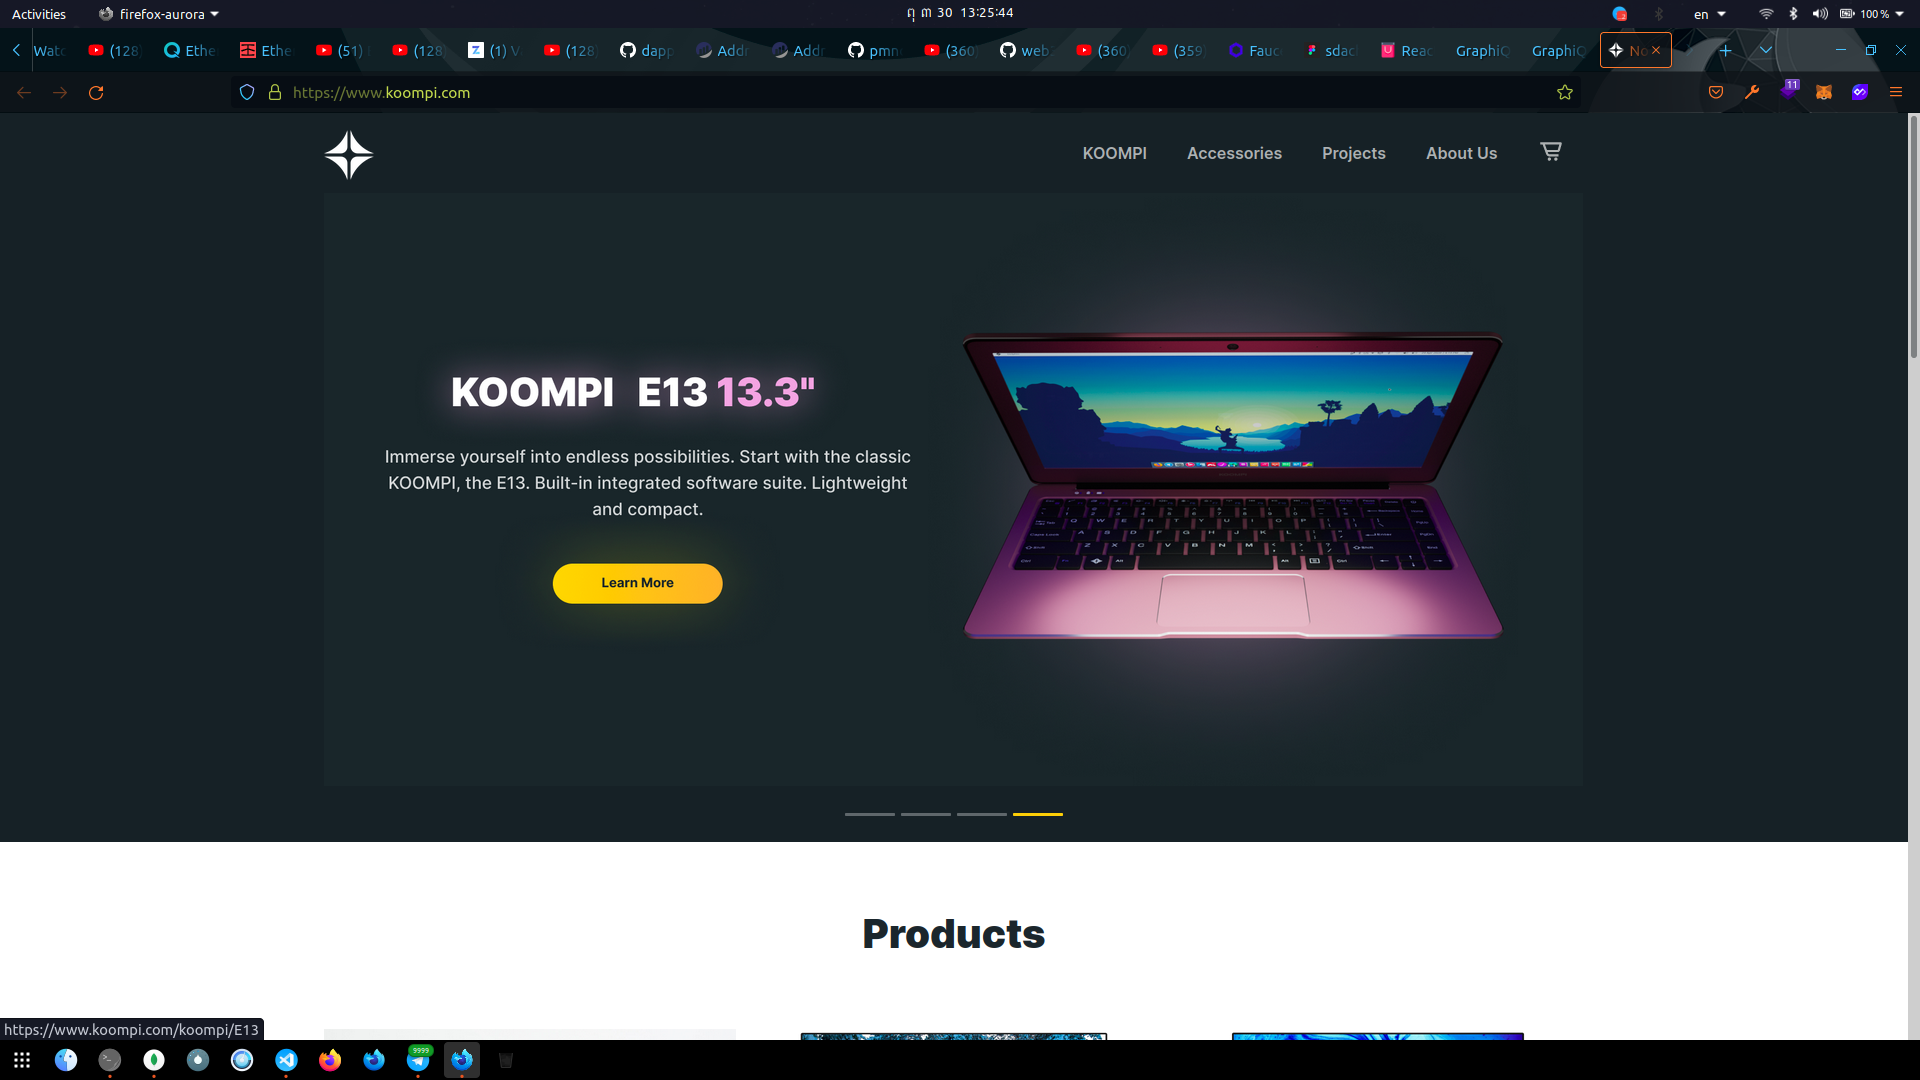 Activities
firefox-aurora
ព្ឫ ៣ 30 13:25:44
en
100 %
Watc
(128)
Ethe
Ethe
(51)
(128)
(1)
(128)
dapp
Addr
Addr
pmn
(360)
web
(360)
(359)
Fauc
sdac
Reac
GraphiQ
GraphiQ
No
https://www.koompi.com
11
KOOMPI
Accessories
Projects
About Us
KOOMPI E13 13.3"
Immerse yourself into endless possibilities. Start with the classic
KOOMPI, the E13. Built-in integrated software suite. Lightweight
and compact.
Learn More
Products
https://www.koompi.com/koompi/E13
9999